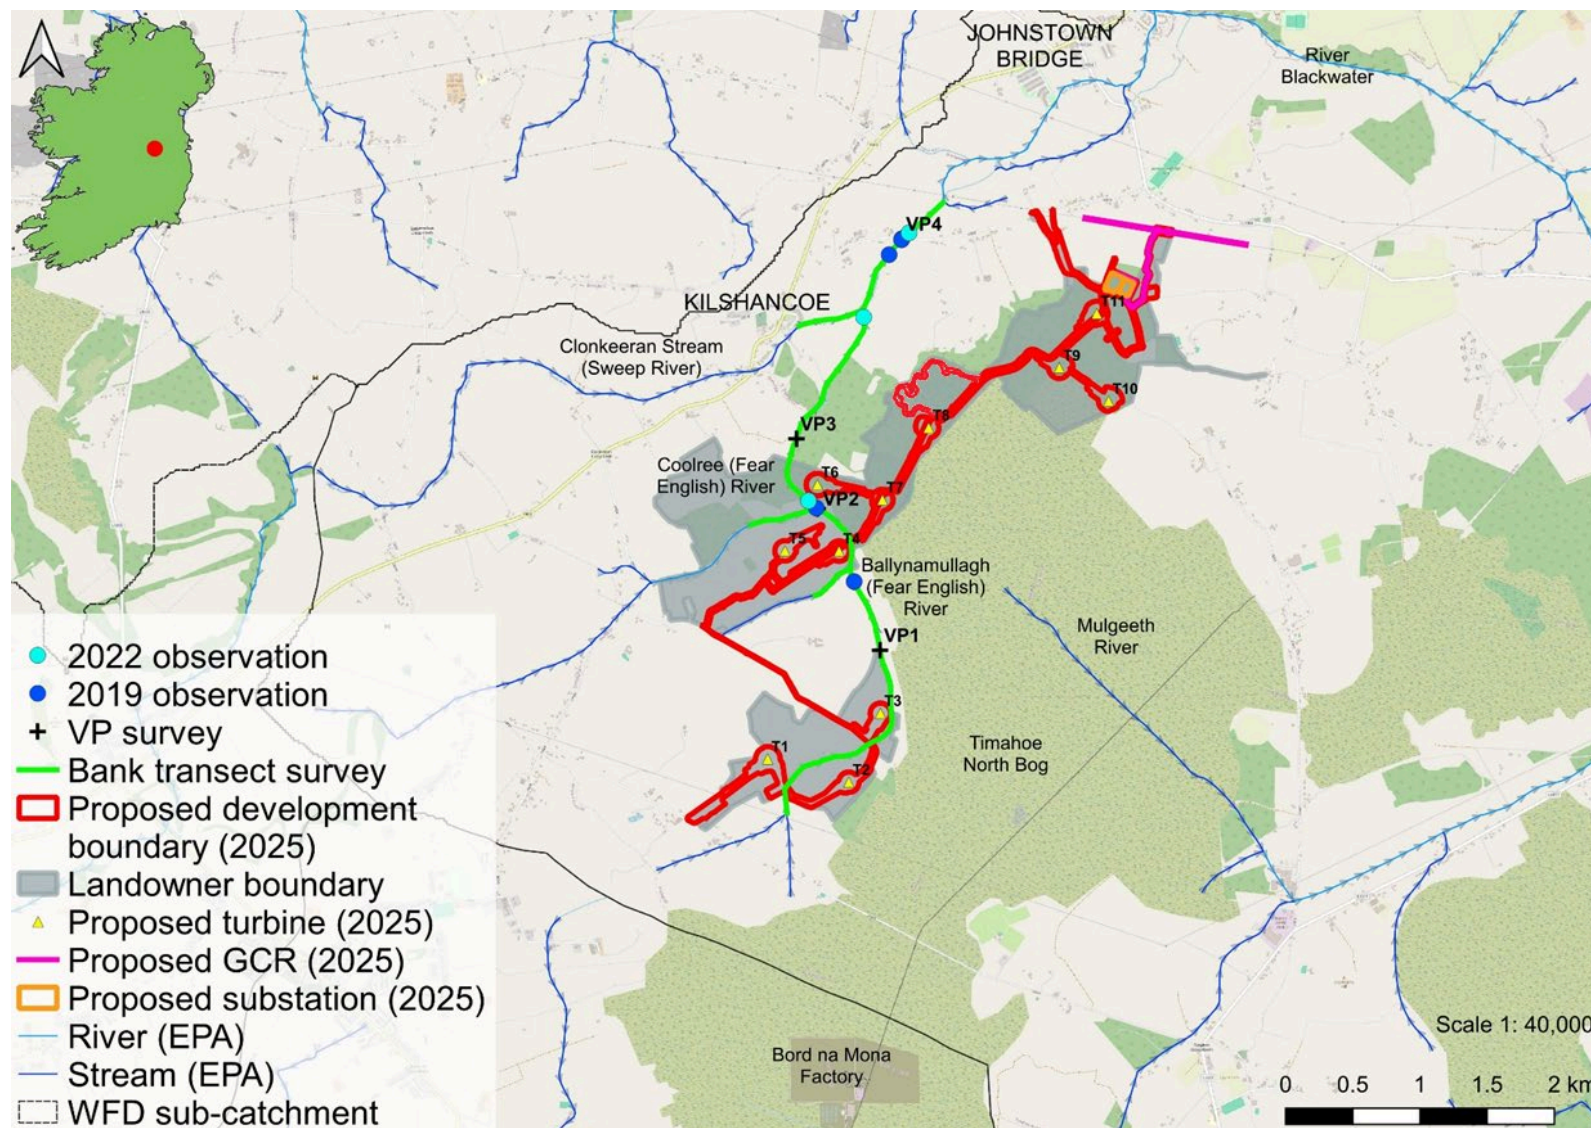 JOHNSTOWN
BRIDGE
River
Blackwater
VP4
KILSHANCOE
T11
Clonkeeran Stream
(Sweep River)
T9
T10
T8
VP3
Coolree (Fear
English) River
T6
T7
VP2
T5
T4
Ballynamullagh
(Fear English)
River
Mulgeeth
River
VP1
T3
Timahoe
North Bog
T1
T2
Bord na Mona
Factory
2022 observation
2019 observation
VP survey
Bank transect survey
Proposed development
boundary (2025)
Landowner boundary
Proposed turbine (2025)
Proposed GCR (2025)
Proposed substation (2025)
River (EPA)
Stream (EPA)
WFD sub-catchment
Scale 1: 40,000
0 0.5 1 1.5 2 km